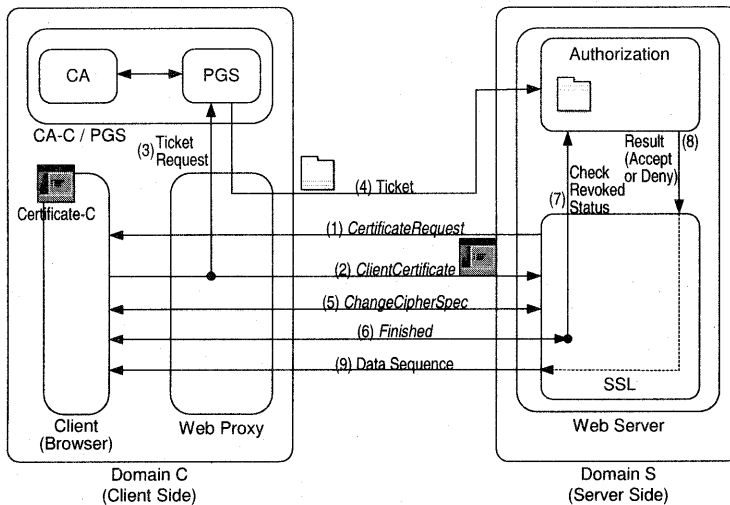 CA
PGS
CA-C / PGS
(3) Ticket
Request
Certificate-C
Authorization
(8)
Result
(Accept
or Deny)
(4) Ticket
Check
Revoked
(7) Status
(1) CertificateRequest
(2) ClientCertificate
(5) ChangeCipherSpec
(6) Finished
(9) Data Sequence
SSL
Client
(Browser)
Web Proxy
Web Server
Domain C
(Client Side)
Domain S
(Server Side)